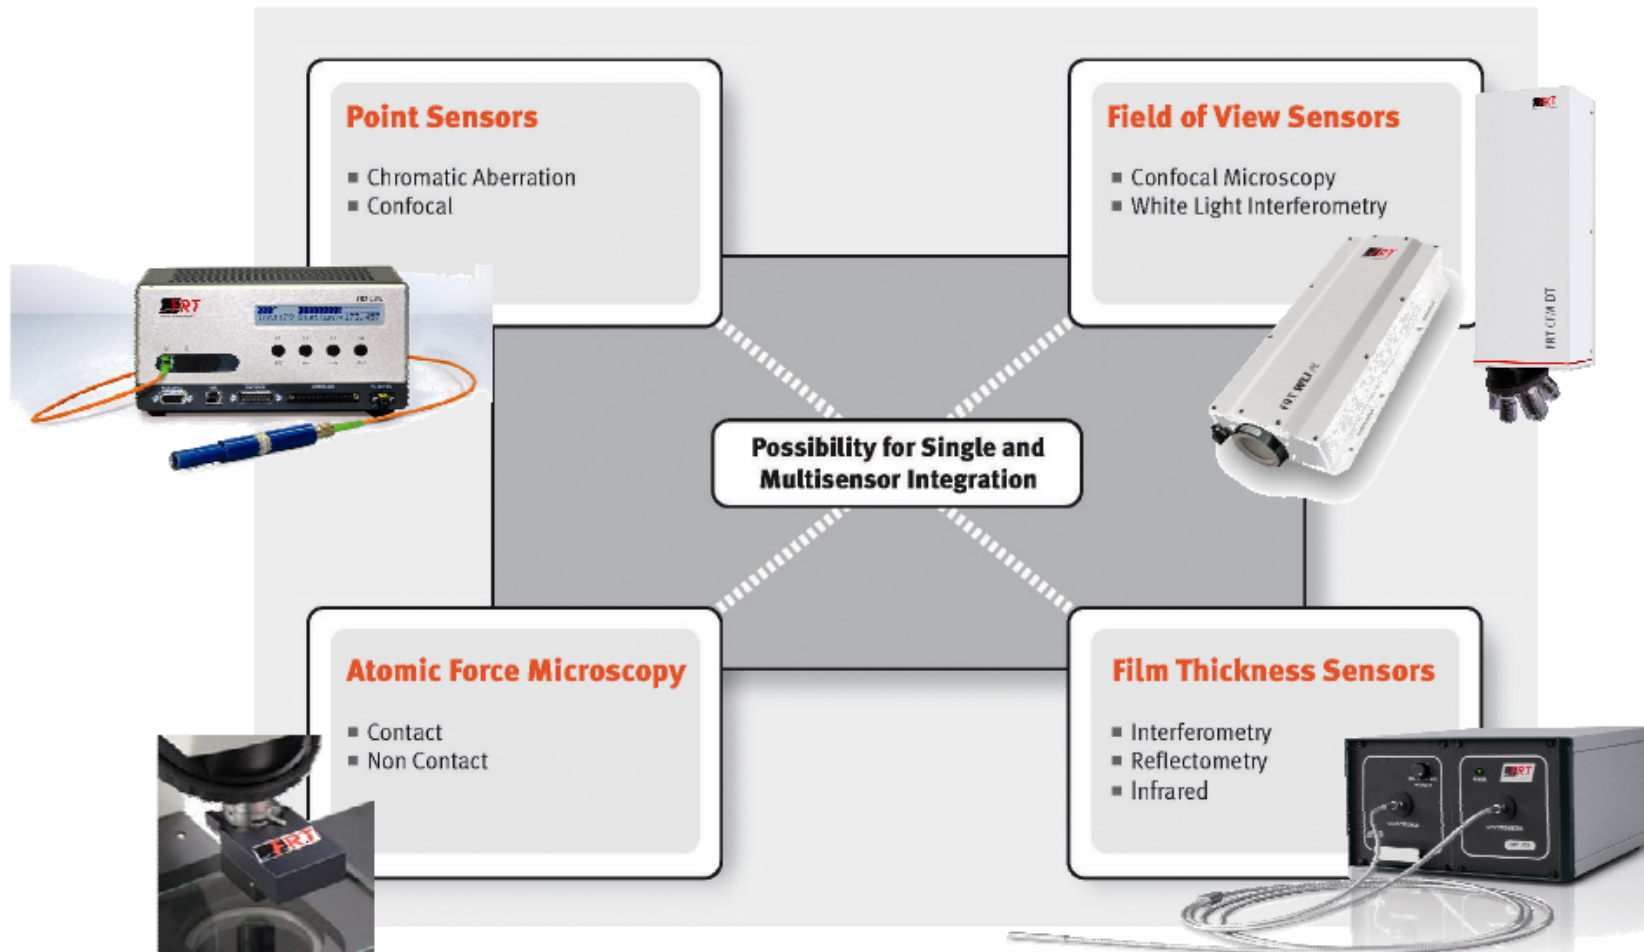 Point Sensors
Chromatic Aberration
Confocal
Field of View Sensors
Confocal Microscopy
White Light Interferometry
FRT
FRT
FRT
FRT CFM DT
FRT WLI
Possibility for Single and
Multisensor Integration
Atomic Force Microscopy
Contact
Non Contact
FRT
Film Thickness Sensors
Interferometry
Reflectometry
Infrared
FRT